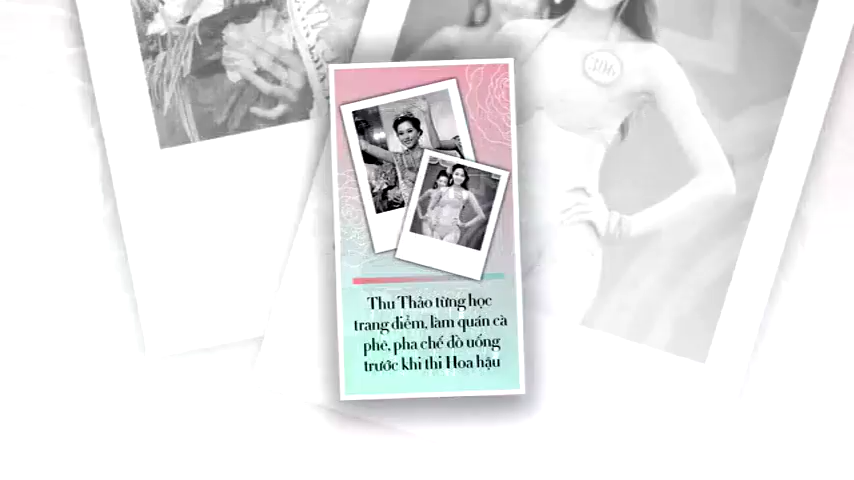 Thu Thảo từng học
trang điểm, làm quán cà
phê, pha chế đồ uống
trước khi thi Hoa hậu